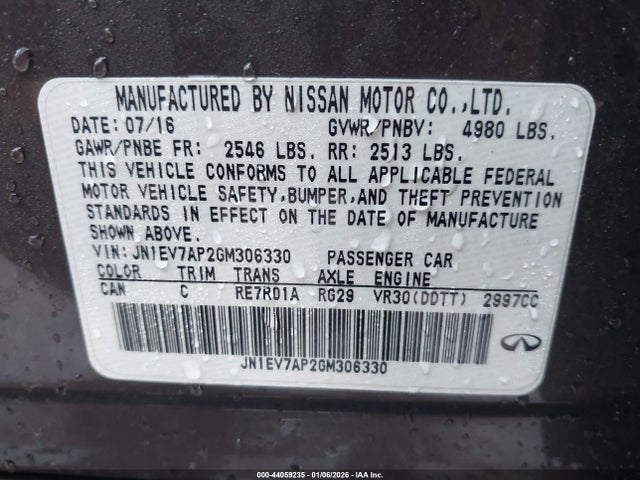 MANUFACTURED BY NISSAN MOTOR CO.,LTD.
DATE: 07/16 GVWR/PNBV: 4980 LBS.
GAWR/PNBE FR: 2546 LBS. RR: 2513 LBS.
THIS VEHICLE CONFORMS TO ALL APPLICABLE FEDERAL
MOTOR VEHICLE SAFETY,BUMPER,AND THEFT PREVENTION
STANDARDS IN EFFECT ON THE DATE OF MANUFACTURE
SHOWN ABOVE.
VIN: JN1EV7AP2GM306330 PASSENGER CAR
COLOR TRIM TRANS AXLE ENGINE
CAN C RE7R01A RG29 VR30(DDTT) 2997CC
JN1EV7AP2GM306330
000-44059235 - 01/06/2026 - IAA Inc.